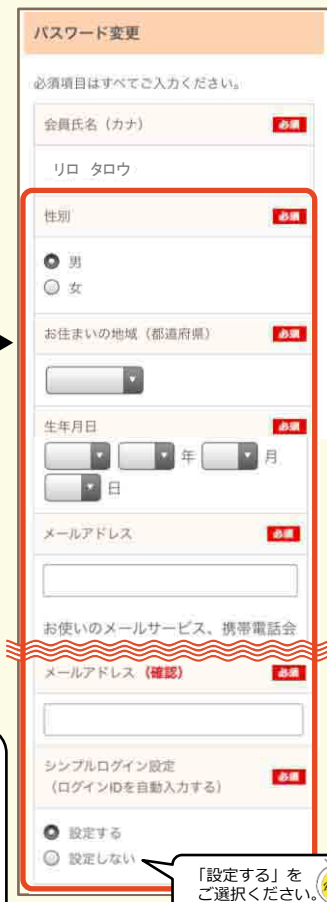 パスワード変更
必須項目はすべてご入力ください。
会員氏名（カナ） 必須
リロ タロウ
性別 必須
男
女
お住まいの地域（都道府県） 必須
生年月日 必須
年 月
日
メールアドレス 必須
お使いのメールサービス、携帯電話会
メールアドレス（確認） 必須
シンプルログイン設定
（ログインIDを自動入力する） 必須
設定する
設定しない
「設定する」を
ご選択ください。